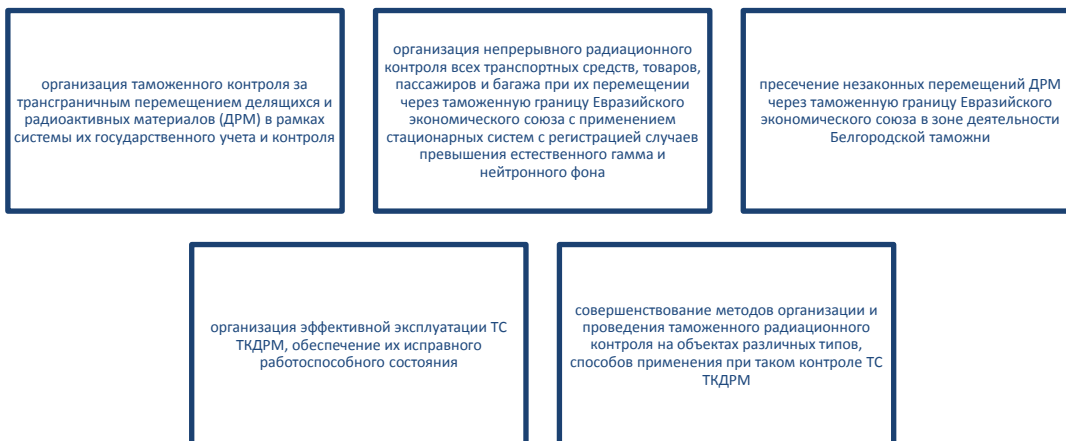 организация таможенного контроля за
трансграничным перемещением делящихся и
радиоактивных материалов (ДРМ) в рамках
системы их государственного учета и контроля
организация непрерывного радиационного
контроля всех транспортных средств, товаров,
пассажиров и багажа при их перемещении
через таможенную границу Евразийского
экономического союза с применением
стационарных систем с регистрацией случаев
превышения естественного гамма и
нейтронного фона
пресечение незаконных перемещений ДРМ
через таможенную границу Евразийского
экономического союза в зоне деятельности
Белгородской таможни
организация эффективной эксплуатации ТС
ТКДРМ, обеспечение их исправного
работоспособного состояния
совершенствование методов организации и
проведения таможенного радиационного
контроля на объектах различных типов,
способов применения при таком контроле ТС
ТКДРМ